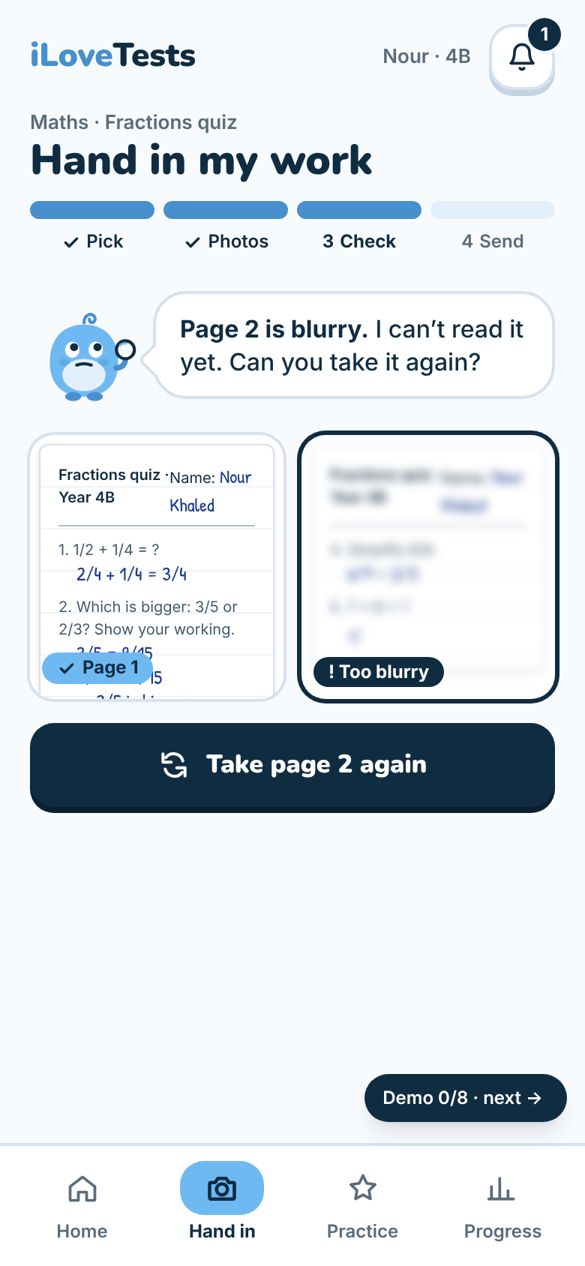 iLoveTests
Nour · 4B
1
Maths · Fractions quiz
Hand in my work
Pick
Photos
3 Check
4 Send
Page 2 is blurry. I can’t read it
yet. Can you take it again?
Fractions quiz ·
Year 4B
Name: Nour
Khaled
1. 1/2 + 1/4 = ?
2/4 + 1/4 = 3/4
2. Which is bigger: 3/5 or
2/3? Show your working.
Page 1
! Too blurry
Take page 2 again
Demo 0/8 · next →
Home
Hand in
Practice
Progress